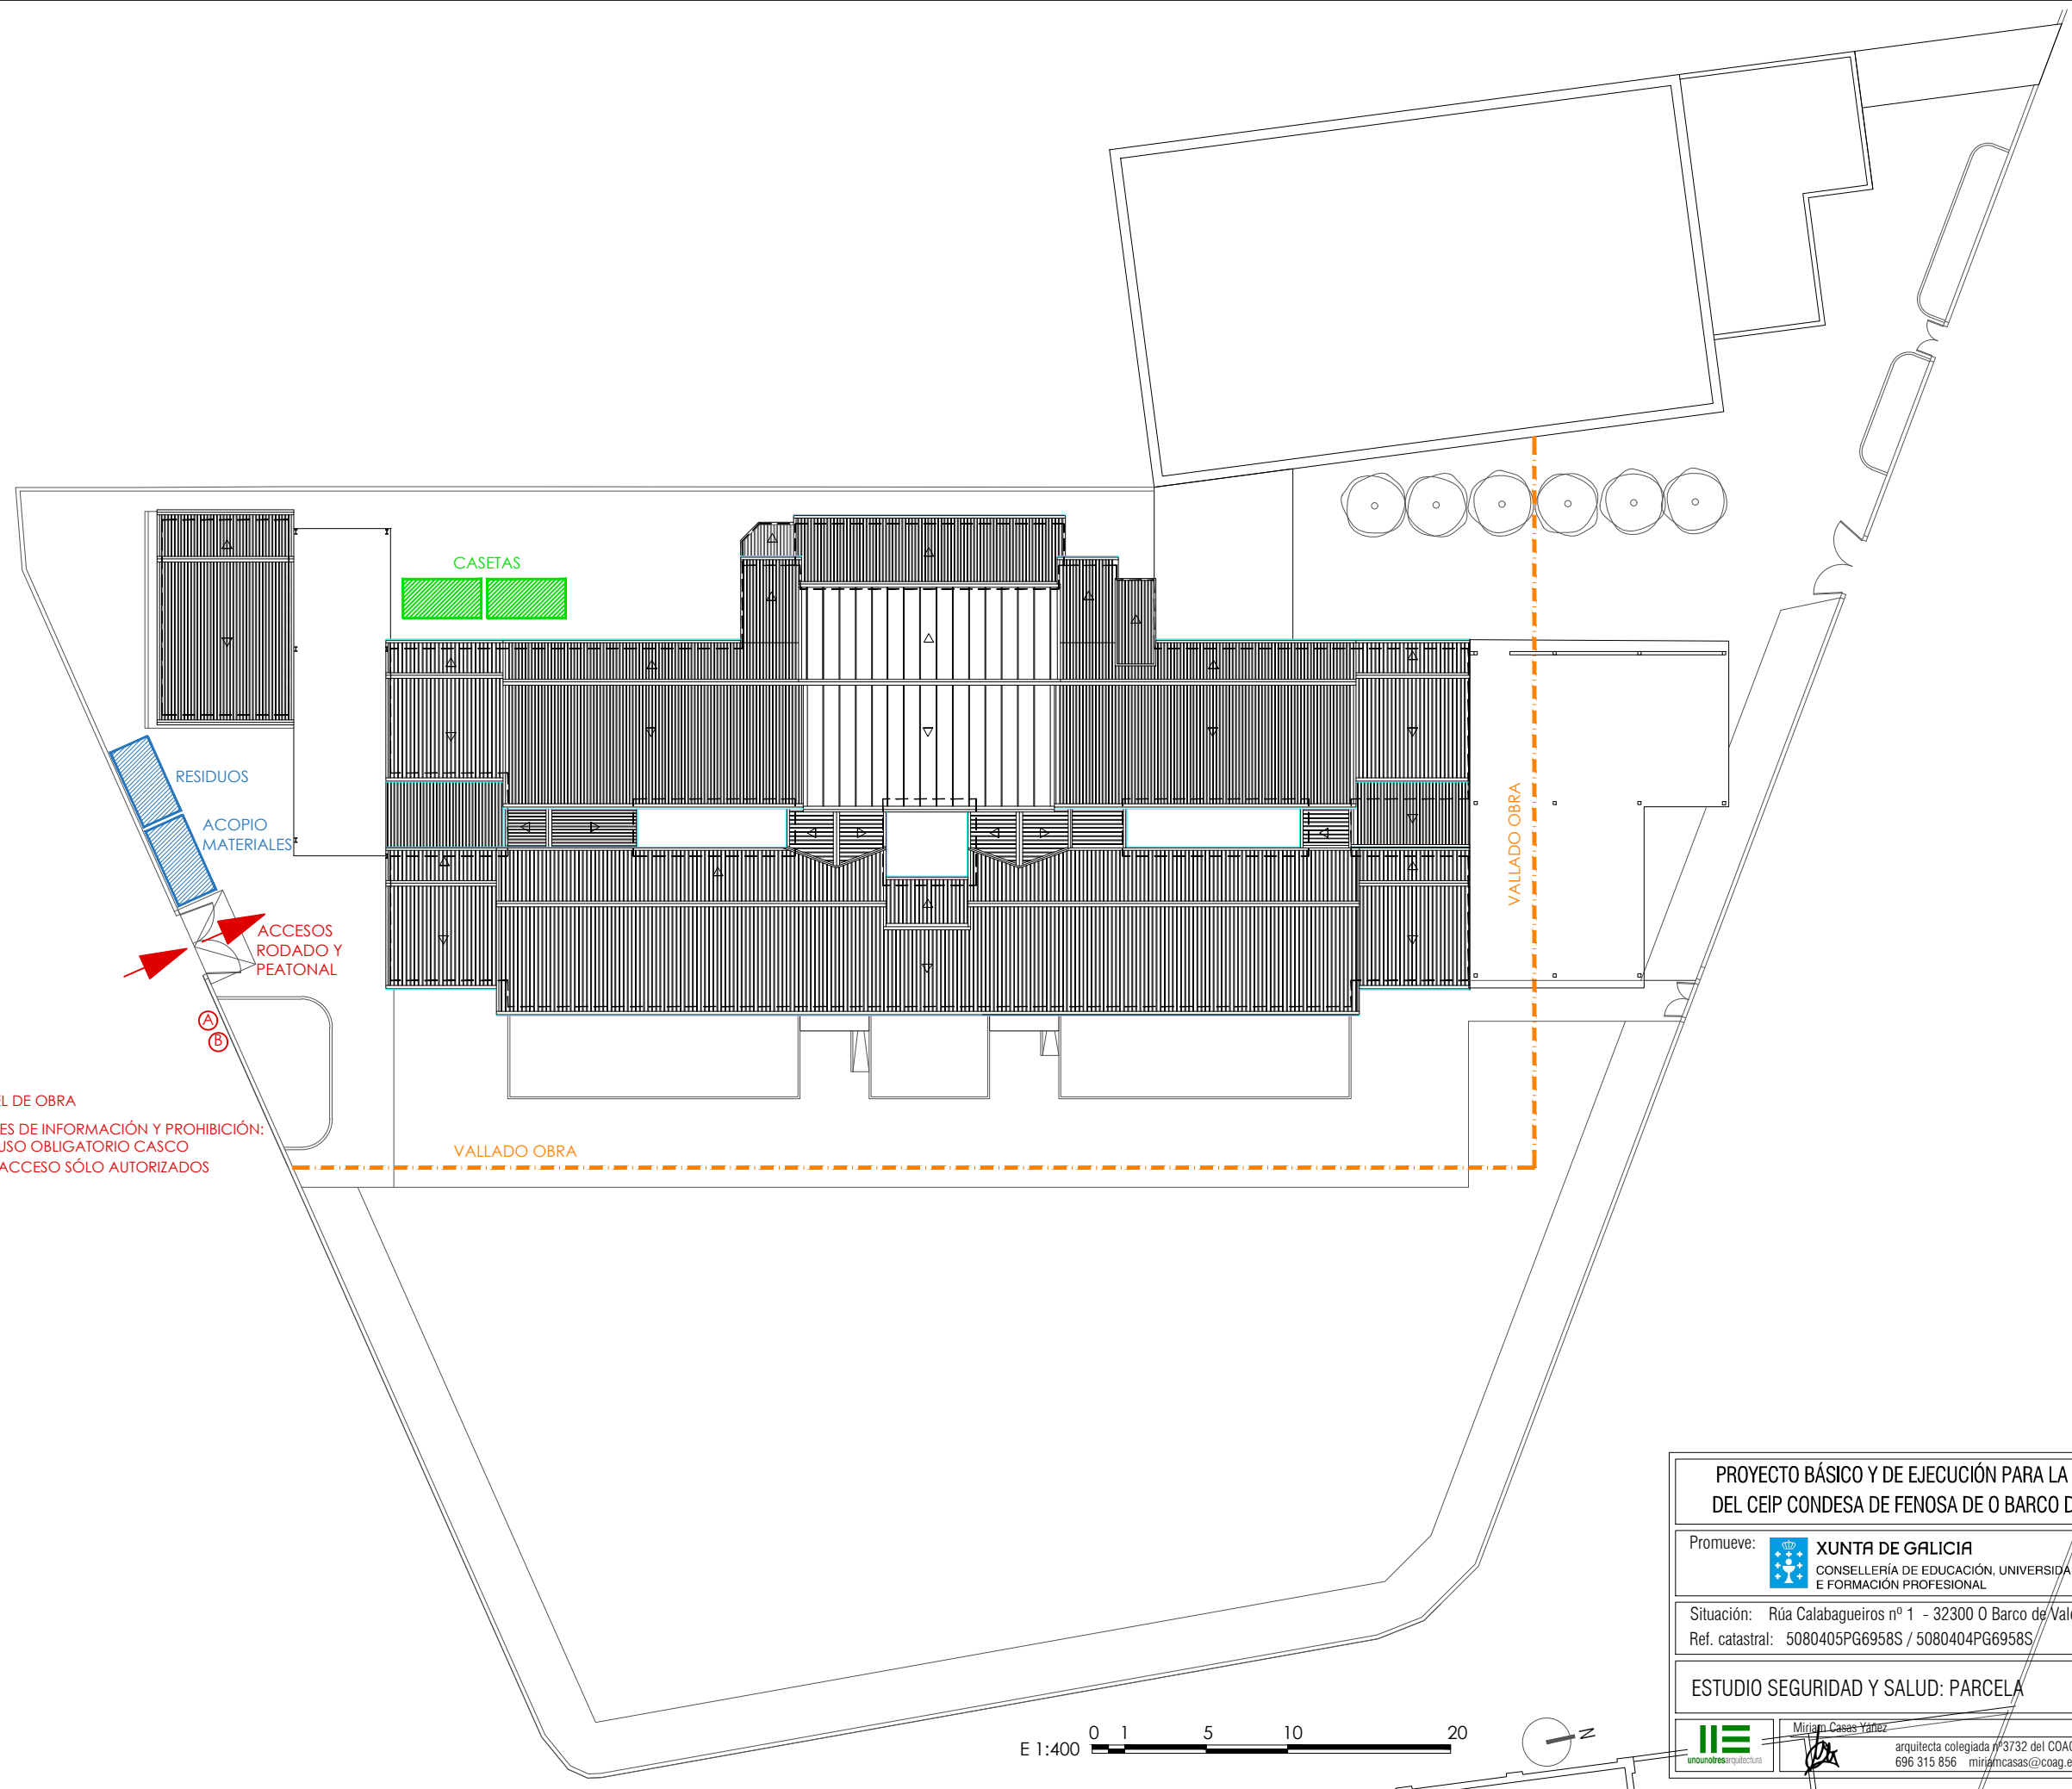 CASETAS
RESIDUOS
ACOPIO
MATERIALES
VALLADO OBRA
ACCESOS
RODADO Y
PEATONAL
A
B
L DE OBRA
ES DE INFORMACIÓN Y PROHIBICIÓN:
USO OBLIGATORIO CASCO
ACCESO SÓLO AUTORIZADOS
VALLADO OBRA
PROYECTO BÁSICO Y DE EJECUCIÓN PARA LA
DEL CEIP CONDESA DE FENOSA DE O BARCO D
Promueve:
XUNTA DE GALICIA
CONSELLERÍA DE EDUCACIÓN, UNIVERSIDA
E FORMACIÓN PROFESIONAL
Situación: Rúa Calabagueiros nº 1 - 32300 O Barco de Val
Ref. catastral: 5080405PG6958S / 5080404PG6958S
ESTUDIO SEGURIDAD Y SALUD: PARCELA
E 1:400 0 1 5 10 20
N
unounotresarquitectura
Miriam Casas Yáñez
arquitecta colegiada nº3732 del COAG
696 315 856 miriamcasas@coag.e